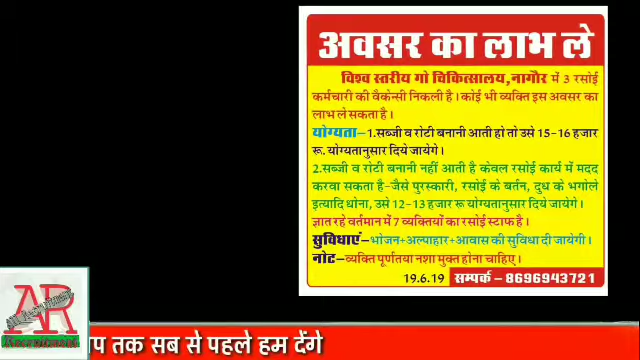 अवसर का लाभ ले
विश्व स्तरीय गो चिकित्सालय,नागौर में 3 रसोई
कर्मचारी की वैकेन्सी निकली है। कोई भी व्यक्ति इस अवसर का
लाभ ले सकता है।
योग्यता–1.सब्जी व रोटी बनानी आती हो तो उसे 15-16 हजार
रू. योग्यतानुसार दिये जायेगे।
2.सब्जी व रोटी बनानी नहीं आती है केवल रसोई कार्य में मदद
करवा सकता है–जैसे पुरस्कारी, रसोई के बर्तन, दुध के भगोले
इत्यादि धोना, उसे 12-13 हजार रू योग्यतानुसार दिये जायेगे।
ज्ञात रहे वर्तमान में 7 व्यक्तियों का रसोई स्टाफ है।
सुविधाएं–भोजन+अल्पाहार+आवास की सुविधा दी जायेगी।
नोट–व्यक्ति पूर्णतया नशा मुक्त होना चाहिए।
19.6.19 सम्पर्क – 8696943721
AR
तक सब से पहले हम देंगे